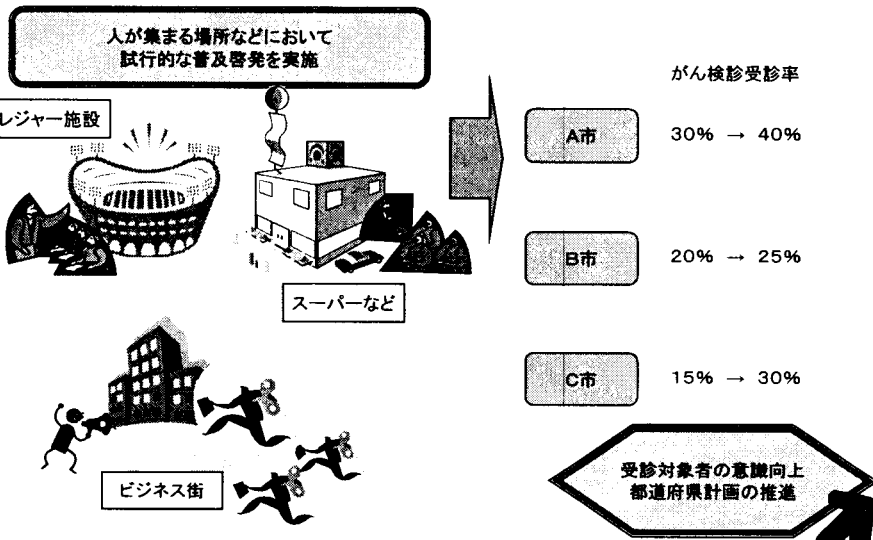 人が集まる場所などにおいて
試行的な普及啓発を実施
レジャー施設
スーパーなど
ビジネス街
がん検診受診率
A市 30% → 40%
B市 20% → 25%
C市 15% → 30%
受診対象者の意識向上
都道府県計画の推進